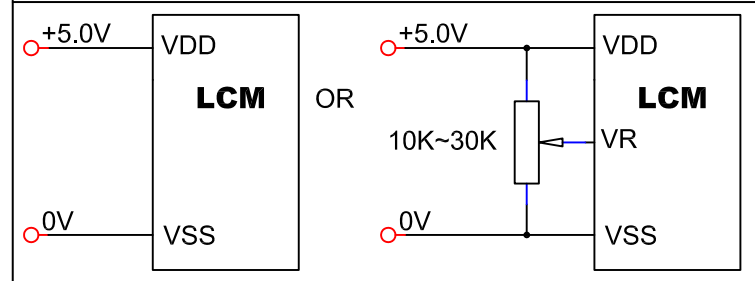 +5.0V VDD
LCM
0V VSS
OR
+5.0V VDD
LCM
10K~30K VR
0V VSS